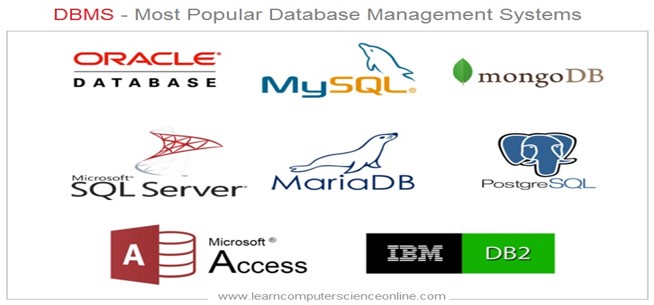 DBMS - Most Popular Database Management Systems
ORACLE®
DATABASE
MySQL®
mongoDB
Microsoft®
SQL Server®
MariaDB
PostgreSQL
A
Microsoft ®
Access
IBM
DB2
www.learncomputerscienceonline.com